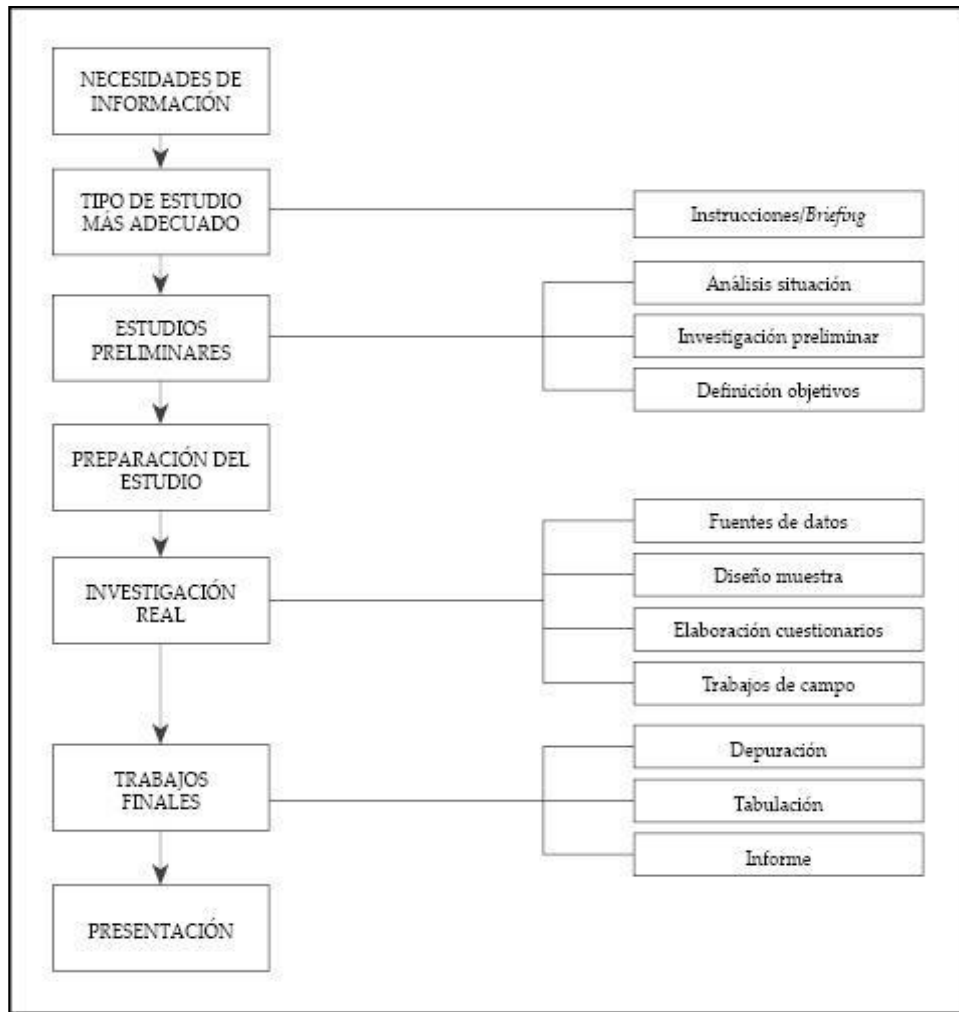 NECESIDADES DE
INFORMACIÓN
TIPO DE ESTUDIO
MÁS ADECUADO
Instrucciones/Briefing
Análisis situación
ESTUDIOS
PRELIMINARES
Investigación preliminar
Definición objetivos
PREPARACIÓN DEL
ESTUDIO
Fuentes de datos
Diseño muestra
INVESTIGACIÓN
REAL
Elaboración cuestionarios
Trabajos de campo
Depuración
TRABAJOS
FINALES
Tabulación
Informe
PRESENTACIÓN